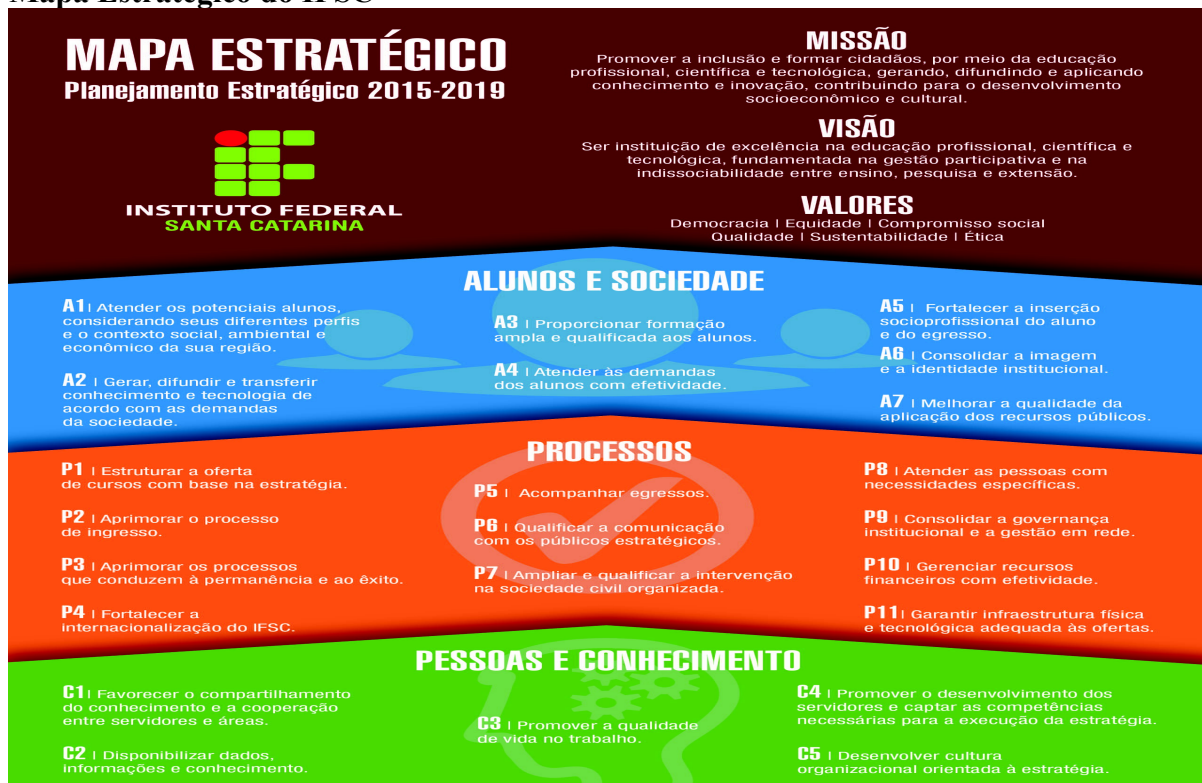 Mapa Estratégico do IFSC
MAPA ESTRATÉGICO
Planejamento Estratégico 2015-2019
INSTITUTO FEDERAL
SANTA CATARINA
MISSÃO
Promover a inclusão e formar cidadãos, por meio da educação
profissional, científica e tecnológica, gerando, difundindo e aplicando
conhecimento e inovação, contribuindo para o desenvolvimento
socioeconômico e cultural.
VISÃO
Ser instituição de excelência na educação profissional, científica e
tecnológica, fundamentada na gestão participativa e na
indissociabilidade entre ensino, pesquisa e extensão.
VALORES
Democracia | Equidade | Compromisso social
Qualidade | Sustentabilidade | Ética
ALUNOS E SOCIEDADE
A1| Atender os potenciais alunos,
considerando seus diferentes perfis
e o contexto social, ambiental e
econômico da sua região.
A2 | Gerar, difundir e transferir
conhecimento e tecnologia de
acordo com as demandas
da sociedade.
A3 | Proporcionar formação
ampla e qualificada aos alunos.
A4 | Atender às demandas
dos alunos com efetividade.
A5 | Fortalecer a inserção
socioprofissional do aluno
e do egresso.
A6 | Consolidar a imagem
e a identidade institucional.
A7 | Melhorar a qualidade da
aplicação dos recursos públicos.
PROCESSOS
P1 | Estruturar a oferta
de cursos com base na estratégia.
P2 | Aprimorar o processo
de ingresso.
P3 | Aprimorar os processos
que conduzem à permanência e ao êxito.
P4 | Fortalecer a
internacionalização do IFSC.
P5 | Acompanhar egressos.
P6 | Qualificar a comunicação
com os públicos estratégicos.
P7 | Ampliar e qualificar a intervenção
na sociedade civil organizada.
P8 | Atender as pessoas com
necessidades específicas.
P9 | Consolidar a governança
institucional e a gestão em rede.
P10 | Gerenciar recursos
financeiros com efetividade.
P11| Garantir infraestrutura física
e tecnológica adequada às ofertas.
PESSOAS E CONHECIMENTO
C1| Favorecer o compartilhamento
do conhecimento e a cooperação
entre servidores e áreas.
C2 | Disponibilizar dados,
informações e conhecimento.
C3 | Promover a qualidade
de vida no trabalho.
C4 | Promover o desenvolvimento dos
servidores e captar as competências
necessárias para a execução da estratégia.
C5 | Desenvolver cultura
organizacional orientada à estratégia.